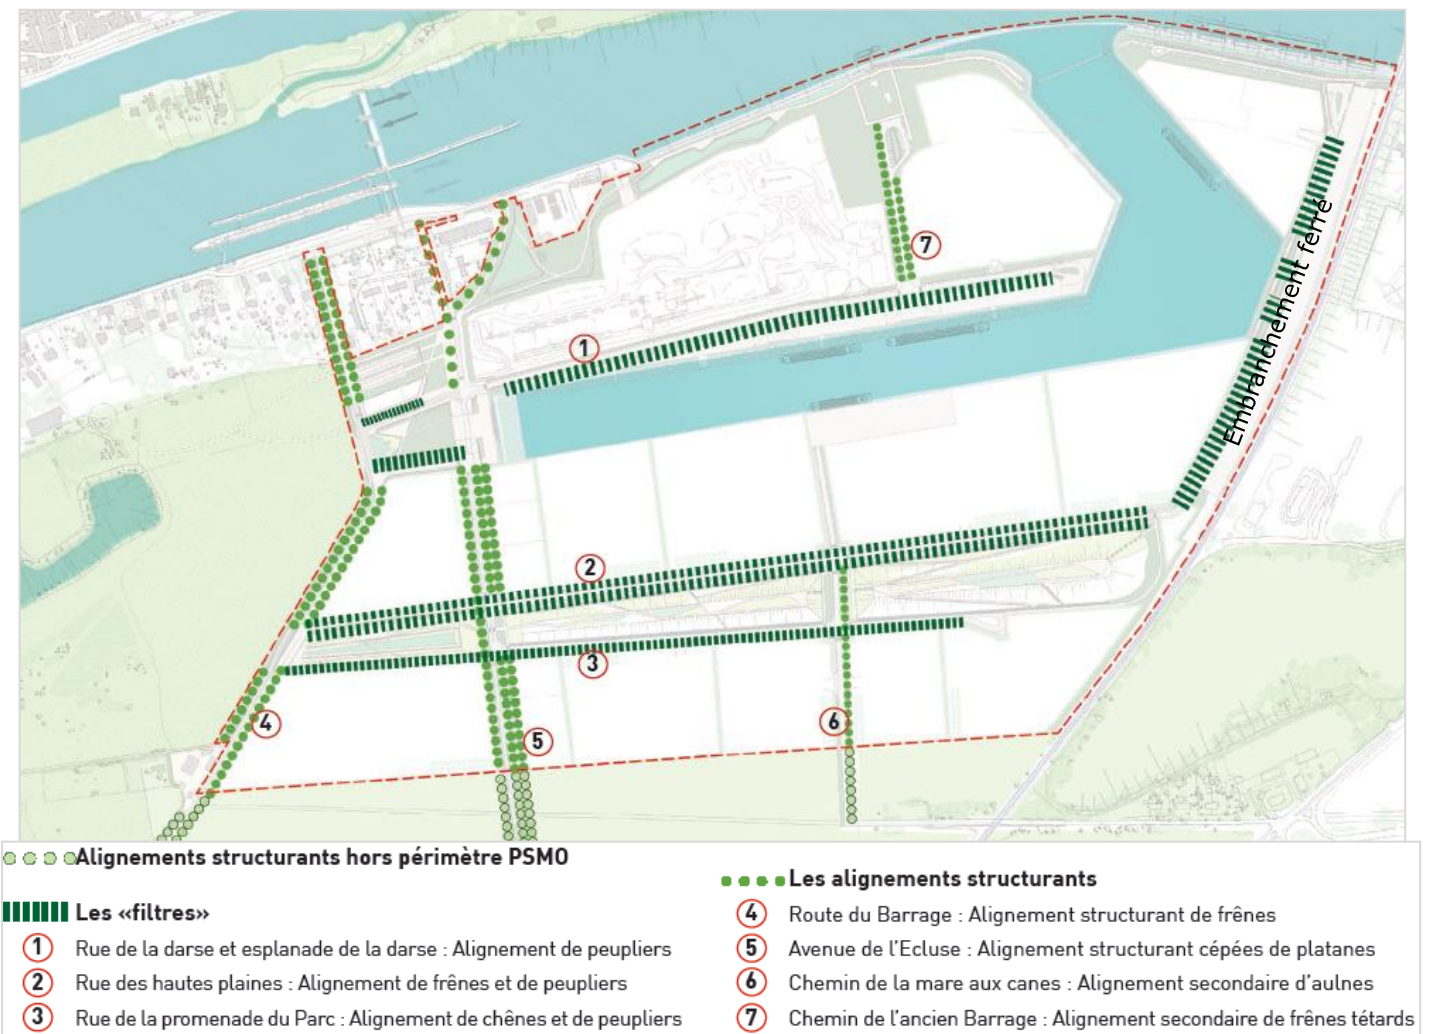 7
1
Embranchement ferré
2
3
4
5
6
Alignements structurants hors périmètre PSMO
Les «filtres»
1 Rue de la darse et esplanade de la darse : Alignement de peupliers
2 Rue des hautes plaines : Alignement de frênes et de peupliers
3 Rue de la promenade du Parc : Alignement de chênes et de peupliers
Les alignements structurants
4 Route du Barrage : Alignement structurant de frênes
5 Avenue de l'Ecluse : Alignement structurant cépées de platanes
6 Chemin de la mare aux canes : Alignement secondaire d'aulnes
7 Chemin de l'ancien Barrage : Alignement secondaire de frênes tétards